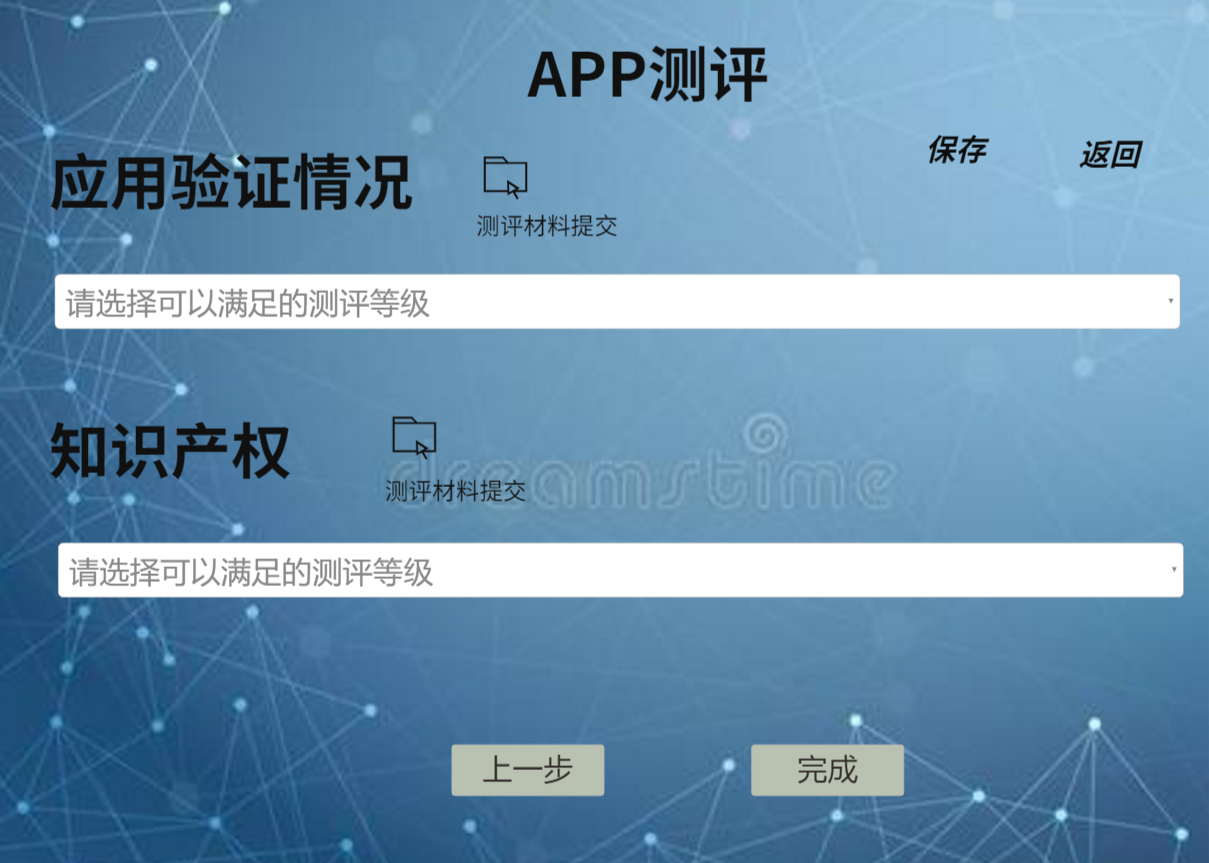 APP测评
保存
返回
应用验证情况
测评材料提交
请选择可以满足的测评等级
知识产权
测评材料提交
dreamstime
请选择可以满足的测评等级
上一步
完成